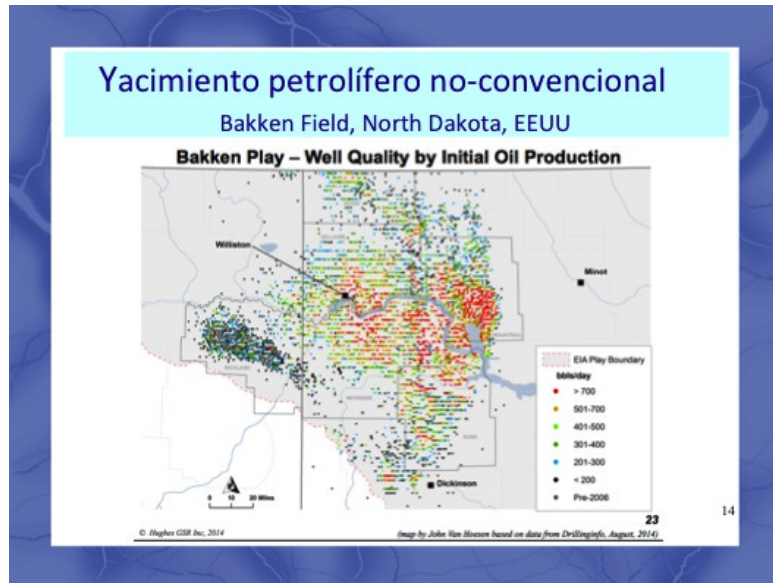 Yacimiento petrolífero no-convencional
Bakken Field, North Dakota, EEUU
Bakken Play – Well Quality by Initial Oil Production
Williston
Minot
RICHLAND
MCKENZIE
DUNN
Dickinson
EIA Play Boundary
bbls/day
> 700
501-700
401-500
301-400
201-300
< 200
Pre-2006
0 10 20 Miles
23
14
© Hughes GSR Inc, 2014
(map by John Van Hoesen based on data from Drillinginfo, August, 2014)